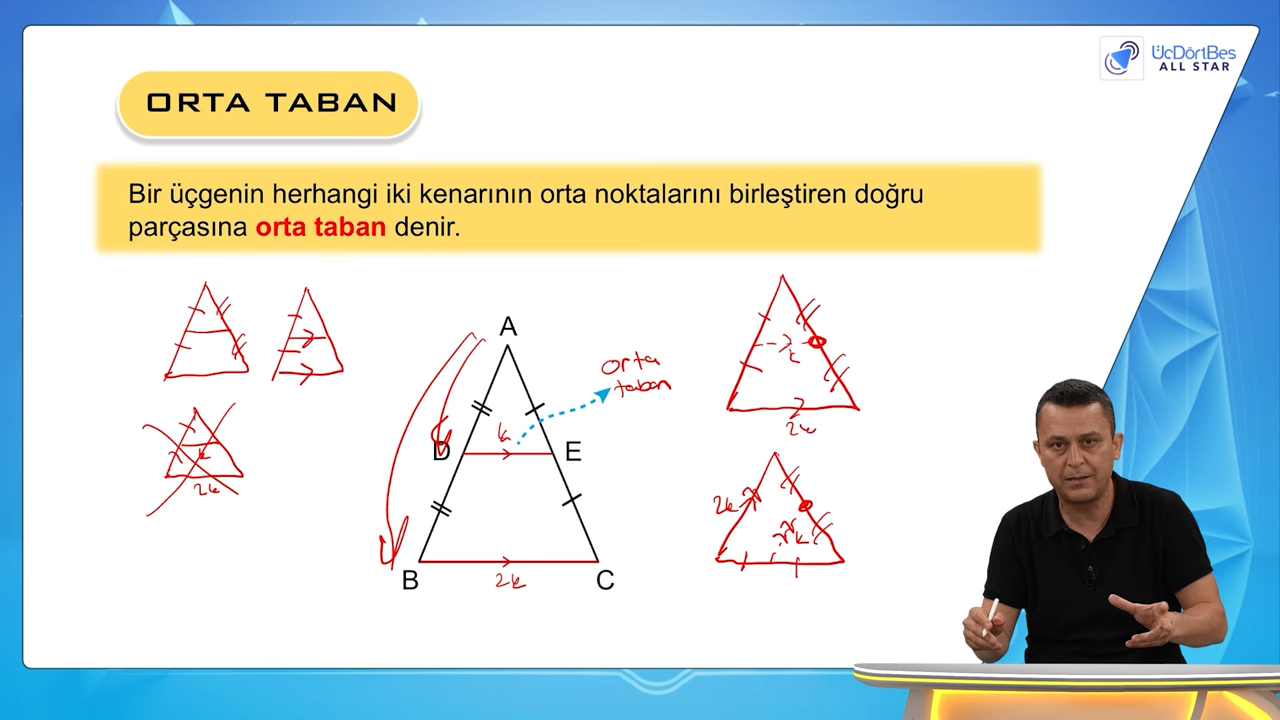 ÜçDörtBeş
ALL STAR
ORTA TABAN
Bir üçgenin herhangi iki kenarının orta noktalarını birleştiren doğru
parçasına orta taban denir.
A
orta
taban
k
D
E
B
2k
C
k
2k
k
2k
2k
k